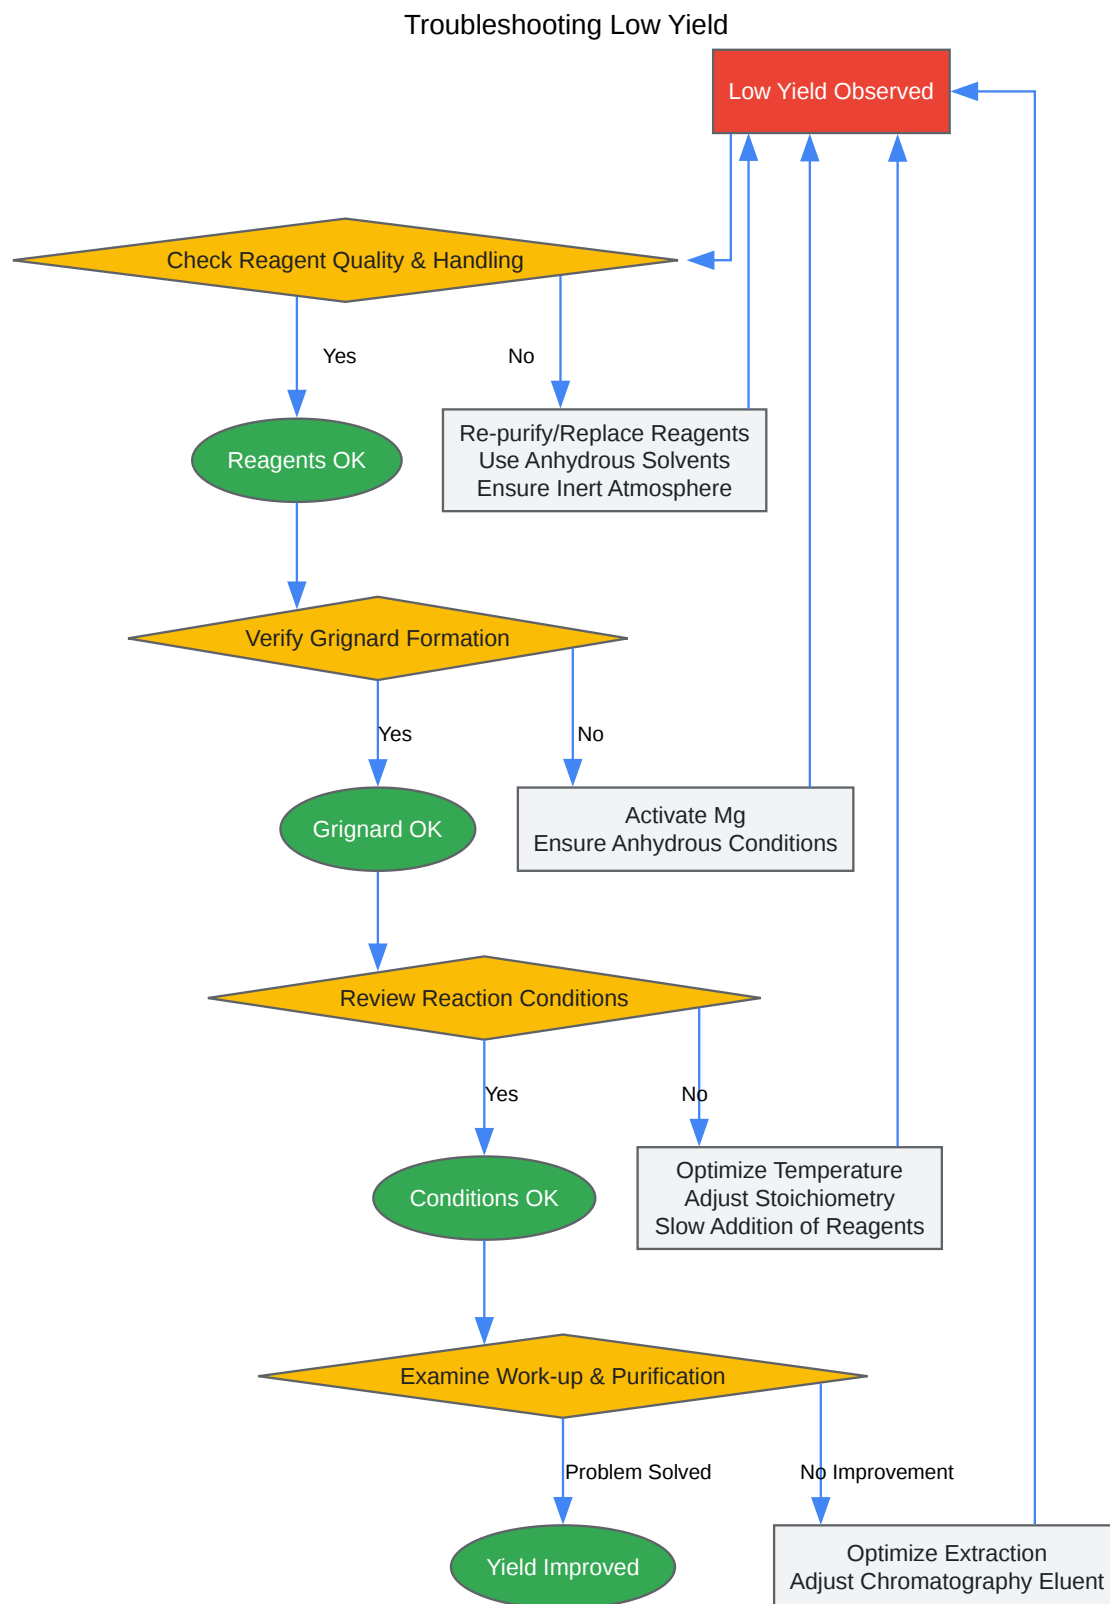 Troubleshooting Low Yield
Low Yield Observed
Check Reagent Quality & Handling
Yes
No
Reagents OK
Re-purify/Replace Reagents
Use Anhydrous Solvents
Ensure Inert Atmosphere
Verify Grignard Formation
Yes
No
Grignard OK
Activate Mg
Ensure Anhydrous Conditions
Review Reaction Conditions
Yes
No
Conditions OK
Optimize Temperature
Adjust Stoichiometry
Slow Addition of Reagents
Examine Work-up & Purification
Problem Solved
No Improvement
Yield Improved
Optimize Extraction
Adjust Chromatography Eluent